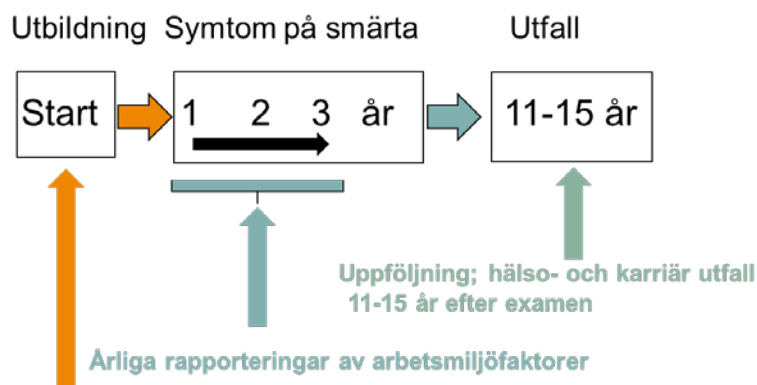 Utbildning Symtom på smärta Utfall
Start 1 2 3 år 11-15 år
Uppföljning; hälso- och karriär utfall
11-15 år efter examen
Årliga rapporteringar av arbetsmiljöfaktorer